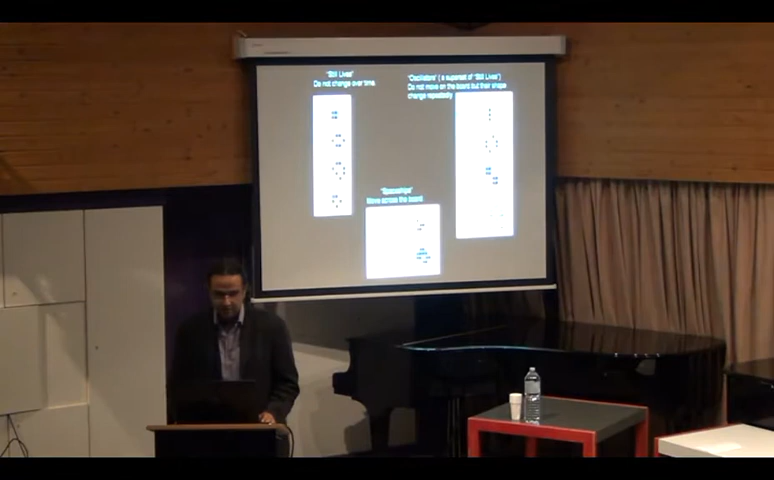 "Still Lives"
Do not change over time.
"Oscillators" ( a superset of "Still Lives")
Do not move on the board but their shape
change repeatedly
"Spaceships"
Move across the board